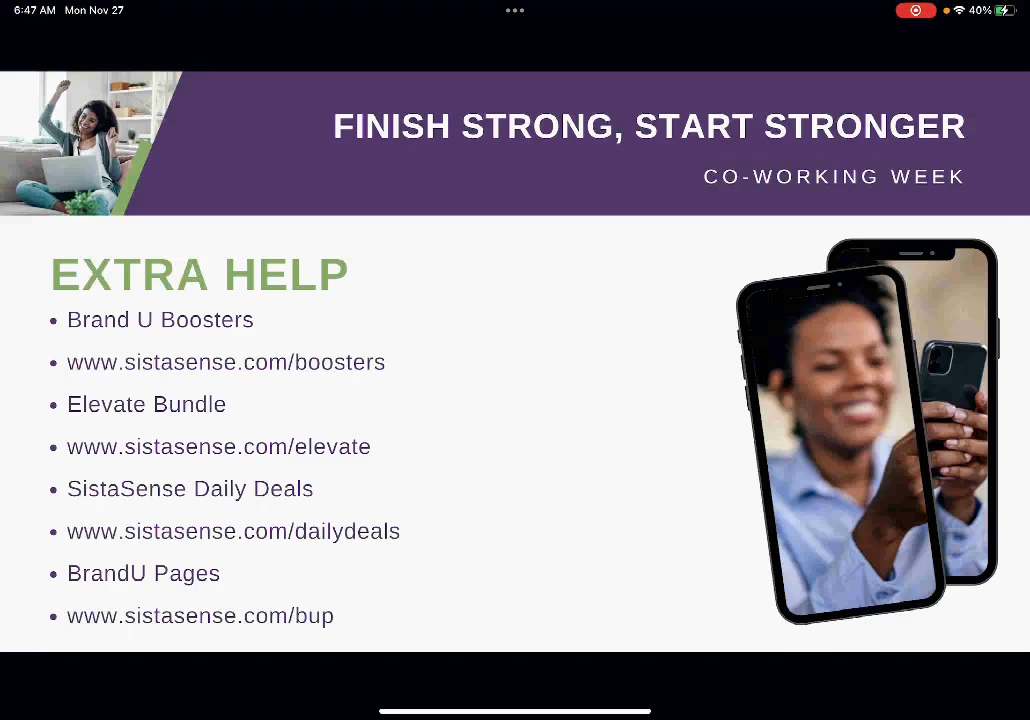 6:47 AM Mon Nov 27
40%
FINISH STRONG, START STRONGER
CO-WORKING WEEK
EXTRA HELP
• Brand U Boosters
• www.sistasense.com/boosters
• Elevate Bundle
• www.sistasense.com/elevate
• SistaSense Daily Deals
• www.sistasense.com/dailydeals
• BrandU Pages
• www.sistasense.com/bup